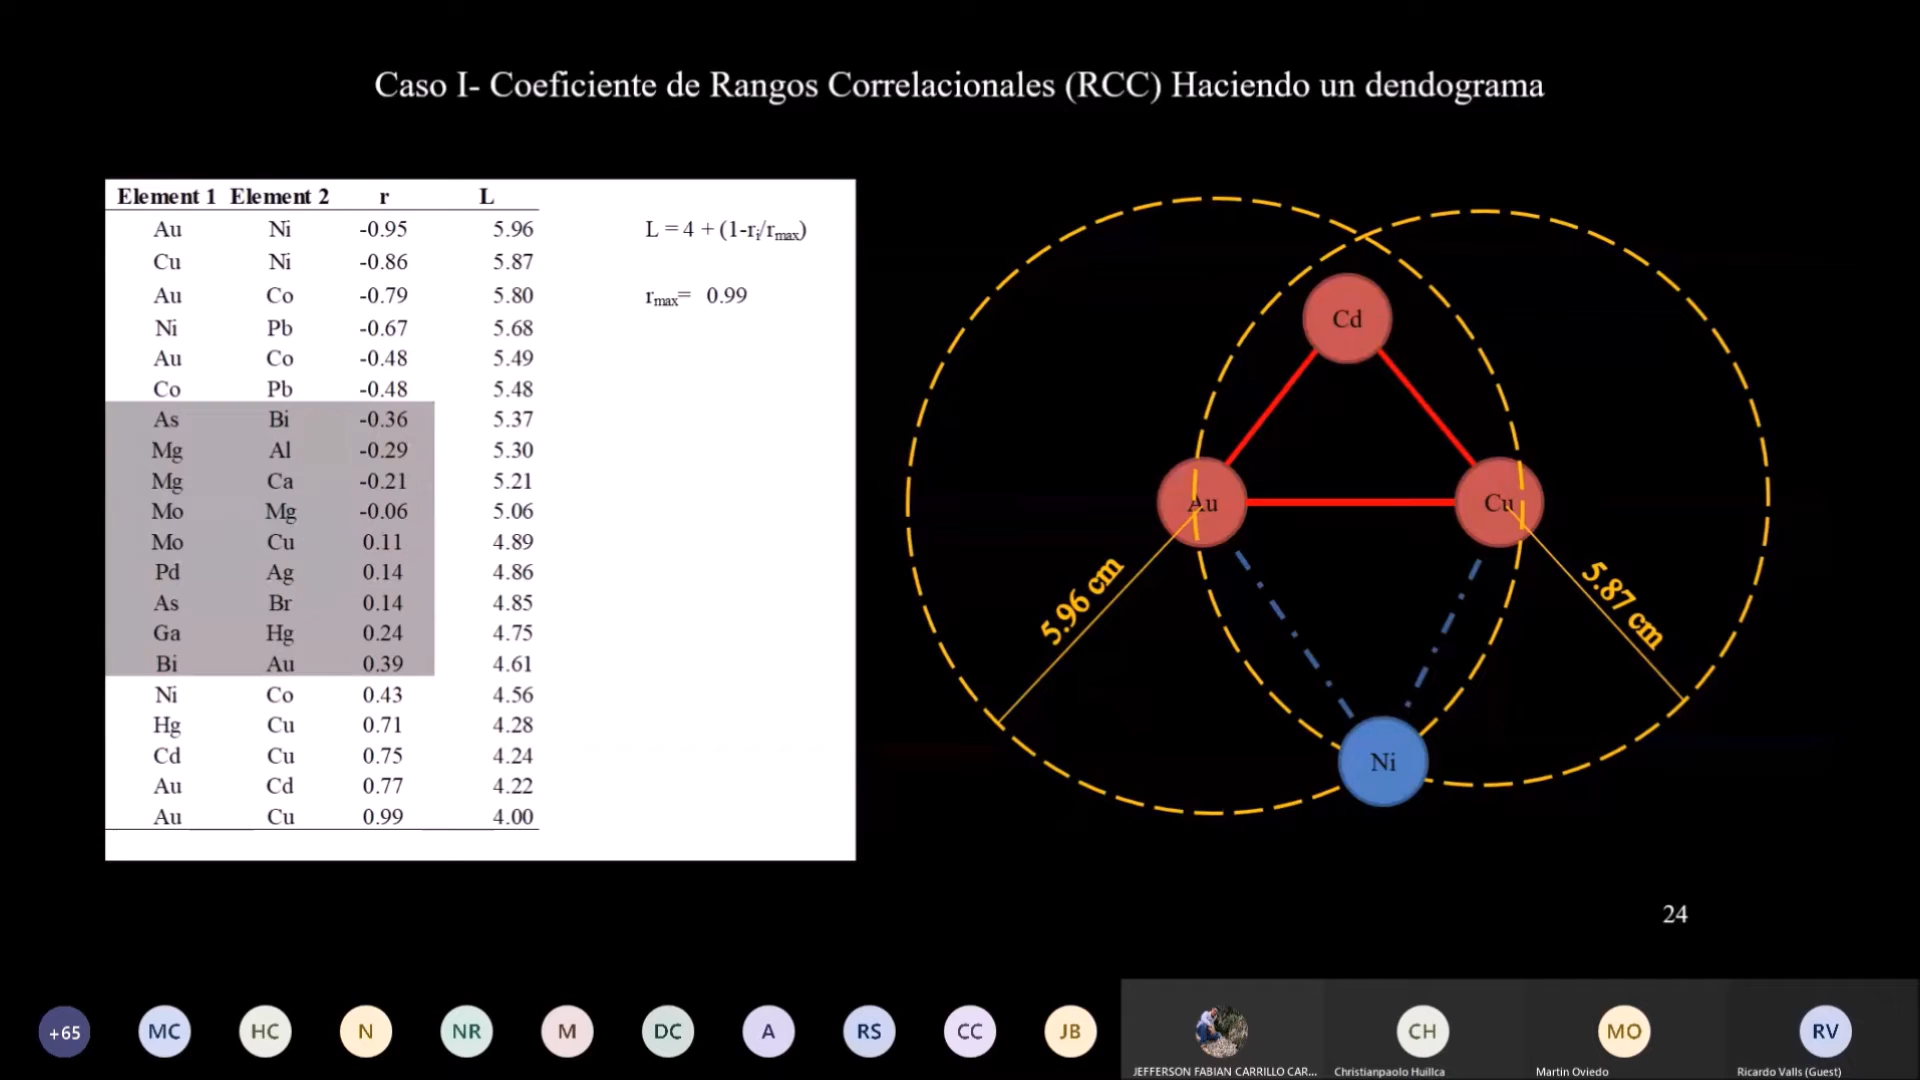 Caso I- Coeficiente de Rangos Correlacionales (RCC) Haciendo un dendograma
Element 1 Element 2 r L
Au Ni -0.95 5.96
Cu Ni -0.86 5.87
Au Co -0.79 5.80
Ni Pb -0.67 5.68
Au Co -0.48 5.49
Co Pb -0.48 5.48
As Bi -0.36 5.37
Mg Al -0.29 5.30
Mg Ca -0.21 5.21
Mo Mg -0.06 5.06
Mo Cu 0.11 4.89
Pd Ag 0.14 4.86
As Br 0.14 4.85
Ga Hg 0.24 4.75
Bi Au 0.39 4.61
Ni Co 0.43 4.56
Hg Cu 0.71 4.28
Cd Cu 0.75 4.24
Au Cd 0.77 4.22
Au Cu 0.99 4.00
L = 4 + (1-ri/rmax)
rmax= 0.99
Cd
Au
Cu
5.96 cm
5.87 cm
Ni
24
+65
MC
HC
N
NR
M
DC
A
RS
CC
JB
CH
MO
RV
JEFFERSON FABIAN CARRILLO CAR...
Christianpaolo Huillca
Martin Oviedo
Ricardo Valls (Guest)